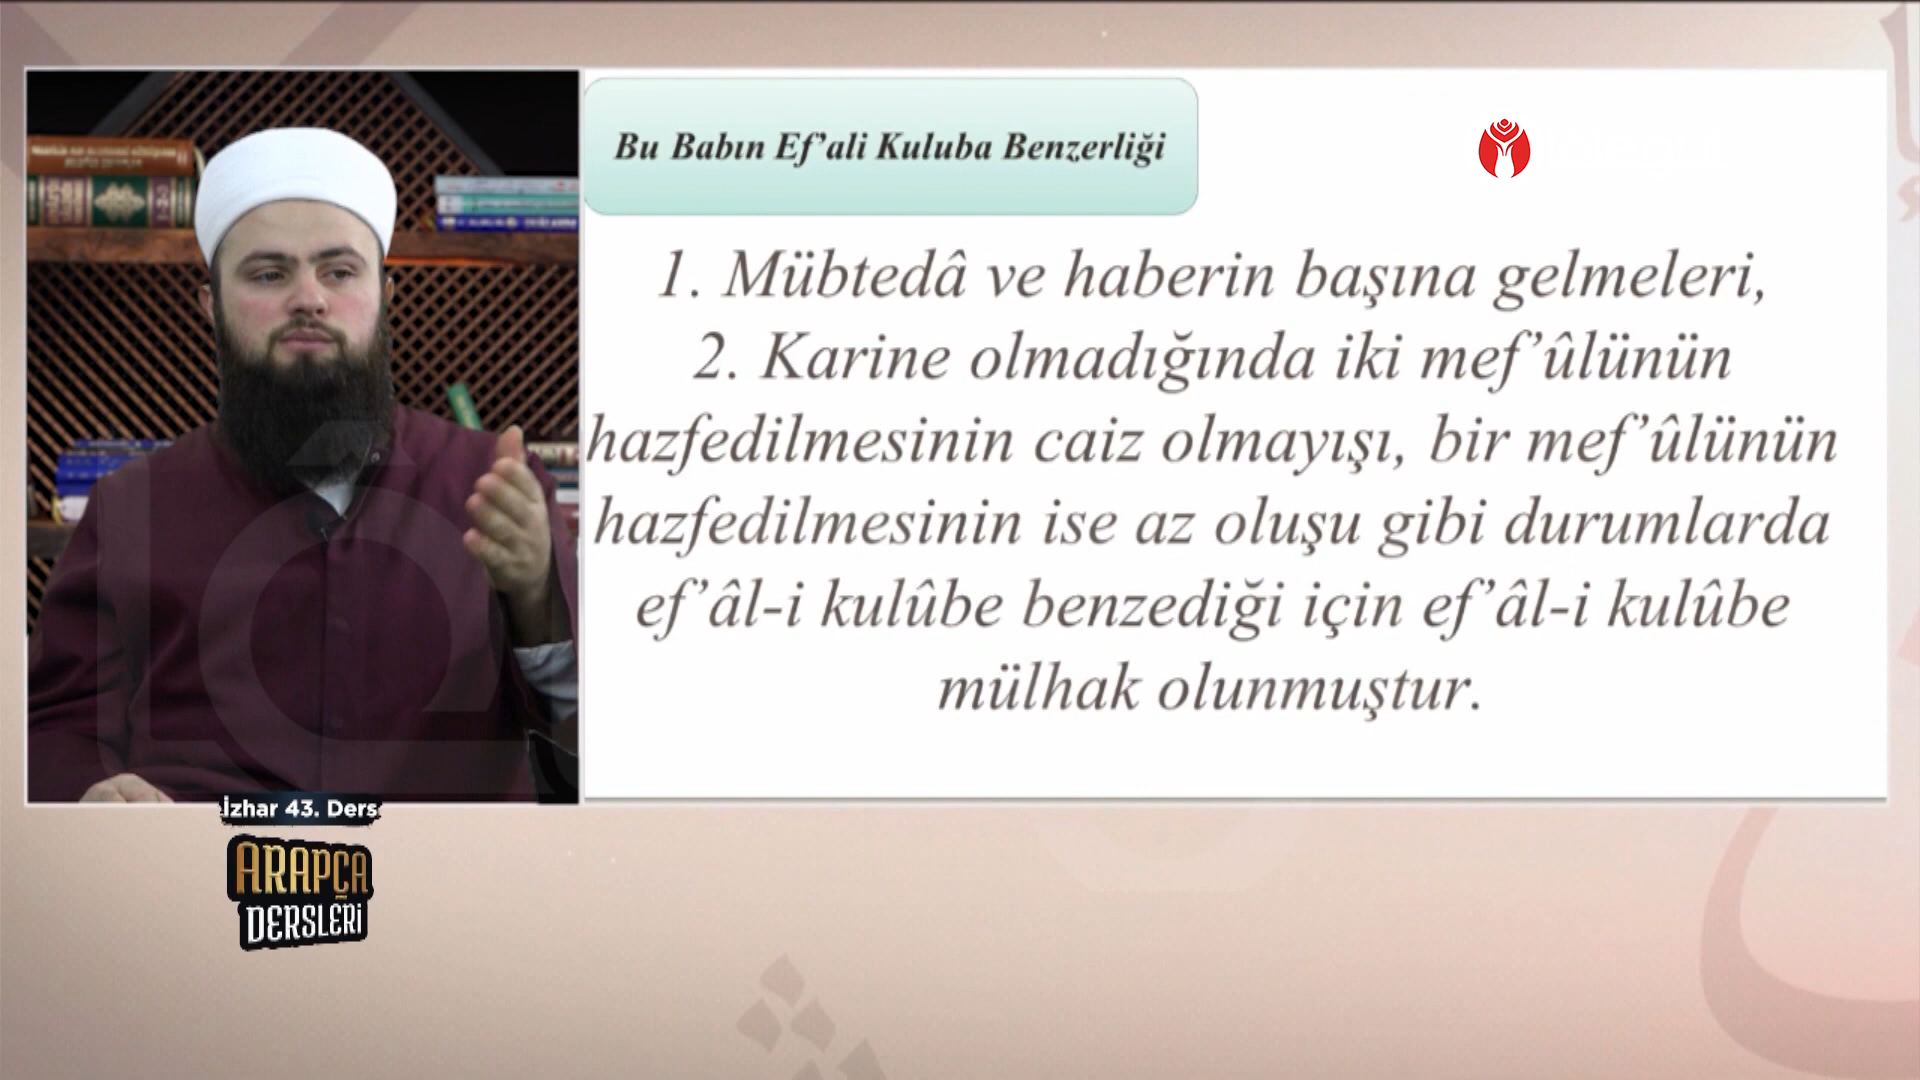 Bu Babın Ef’ali Kuluba Benzerliği
1. Mübtedâ ve haberin başına gelmeleri,
2. Karine olmadığında iki mef’ûlünün
hazfedilmesinin caiz olmayışı, bir mef’ûlünün
hazfedilmesinin ise az oluşu gibi durumlarda
ef’âl-i kulûbe benzediği için ef’âl-i kulûbe
mülhak olunmuştur.
İzhar 43. Ders
ARAPÇA
DERSLERİ